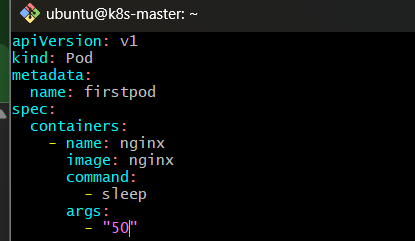 ubuntu@k8s-master: ~
apiVersion: v1
kind: Pod
metadata:
  name: firstpod
spec:
  containers:
    - name: nginx
      image: nginx
      command:
        - sleep
      args:
        - "50"